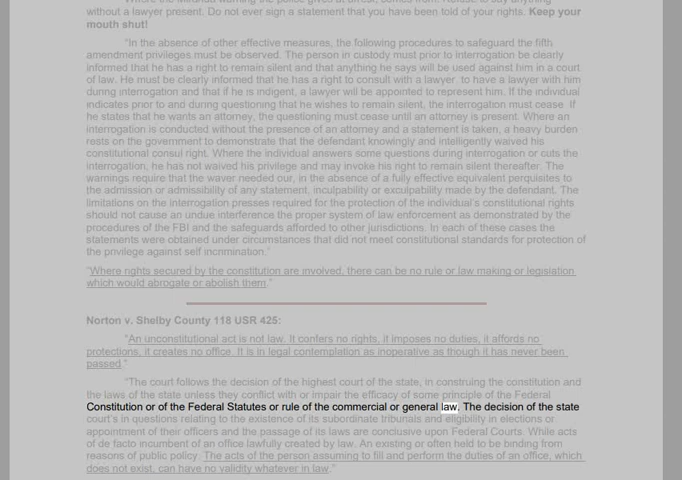 without a lawyer present. Do not ever sign a statement that you have been told of your rights. Keep your
mouth shut!
"In the absence of other effective measures, the following procedures to safeguard the fifth
amendment privileges must be observed. The person in custody must prior to interrogation be clearly
informed that he has a right to remain silent and that anything he says will be used against him in a court
of law. He must be clearly informed that he has a right to consult with a lawyer. to have a lawyer with him
during interrogation and that if he is indigent, a lawyer will be appointed to represent him. If the individual
indicates prior to and during questioning that he wishes to remain silent, the interrogation must cease. If
he states that he wants an attorney, the questioning must cease until an attorney is present. Where an
interrogation is conducted without the presence of an attorney and a statement is taken, a heavy burden
rests on the government to demonstrate that the defendant knowingly and intelligently waived his
constitutional consul right. Where the individual answers some questions during interrogation or cuts the
interrogation, he has not waived his privilege and may invoke his right to remain silent thereafter. The
warnings require that the waver needed our, in the absence of a fully effective equivalent perquisites to
the admission or admissibility of any statement, inculpability or exculpability made by the defendant. The
limitations on the interrogation presses required for the protection of the individual's constitutional rights
should not cause an undue interference the proper system of law enforcement as demonstrated by the
procedures of the FBI and the safeguards afforded to other jurisdictions. In each of these cases the
statements were obtained under circumstances that did not meet constitutional standards for protection of
the privilege against self incrimination."
"Where rights secured by the constitution are involved, there can be no rule or law making or legislation
which would abrogate or abolish them."
Norton v. Shelby County 118 USR 425:
"An unconstitutional act is not law. It confers no rights, it imposes no duties, it affords no
protections, it creates no office. It is in legal contemplation as inoperative as though it has never been
passed."
"The court follows the decision of the highest court of the state, in construing the constitution and
the laws of the state unless they conflict with or impair the efficacy of some principle of the Federal
Constitution or of the Federal Statutes or rule of the commercial or general law. The decision of the state
court's in questions relating to the existence of its subordinate tribunals and eligibility in elections or
appointment of their officers and the passage of its laws are conclusive upon Federal Courts. While acts
of de facto incumbent of an office lawfully created by law. An existing or often held to be binding from
reasons of public policy. The acts of the person assuming to fill and perform the duties of an office, which
does not exist, can have no validity whatever in law."